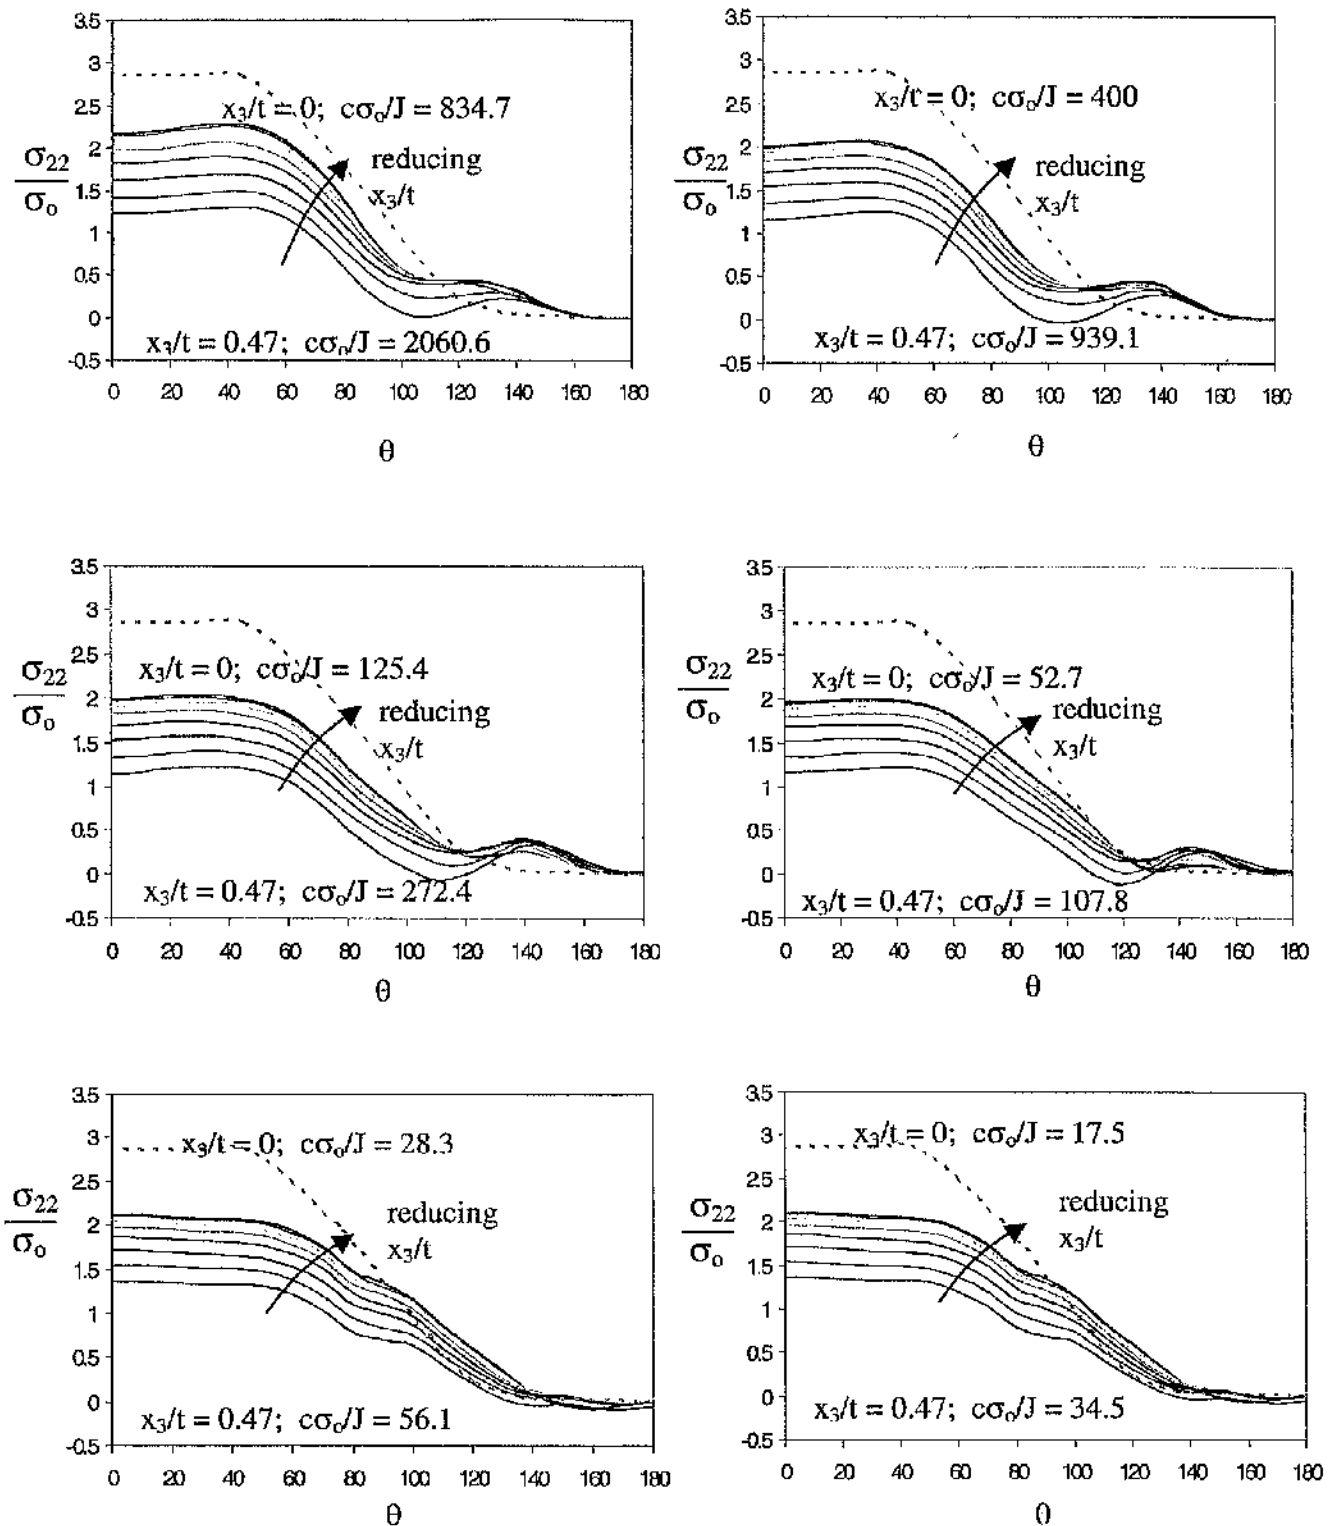 3.5
3
2.5
2
1.5
1
0.5
0
-0.5
σ₂₂
σₒ
x₃/t = 0; cσₒ/J = 834.7
reducing
x₃/t
x₃/t = 0.47; cσₒ/J = 2060.6
0 20 40 60 80 100 120 140 160 180
θ
3.5
3
2.5
2
1.5
1
0.5
0
-0.5
σ₂₂
σₒ
x₃/t = 0; cσₒ/J = 400
reducing
x₃/t
x₃/t = 0.47; cσₒ/J = 939.1
0 20 40 60 80 100 120 140 160 180
θ
3.5
3
2.5
2
1.5
1
0.5
0
-0.5
σ₂₂
σₒ
x₃/t = 0; cσₒ/J = 125.4
reducing
x₃/t
x₃/t = 0.47; cσₒ/J = 272.4
0 20 40 60 80 100 120 140 160 180
θ
3.5
3
2.5
2
1.5
1
0.5
0
-0.5
σ₂₂
σₒ
x₃/t = 0; cσₒ/J = 52.7
reducing
x₃/t
x₃/t = 0.47; cσₒ/J = 107.8
0 20 40 60 80 100 120 140 160 180
θ
3.5
3
2.5
2
1.5
1
0.5
0
-0.5
σ₂₂
σₒ
x₃/t = 0; cσₒ/J = 28.3
reducing
x₃/t
x₃/t = 0.47; cσₒ/J = 56.1
0 20 40 60 80 100 120 140 160 180
θ
3.5
3
2.5
2
1.5
1
0.5
0
-0.5
σ₂₂
σₒ
x₃/t = 0; cσₒ/J = 17.5
reducing
x₃/t
x₃/t = 0.47; cσₒ/J = 34.5
0 20 40 60 80 100 120 140 160 180
θ